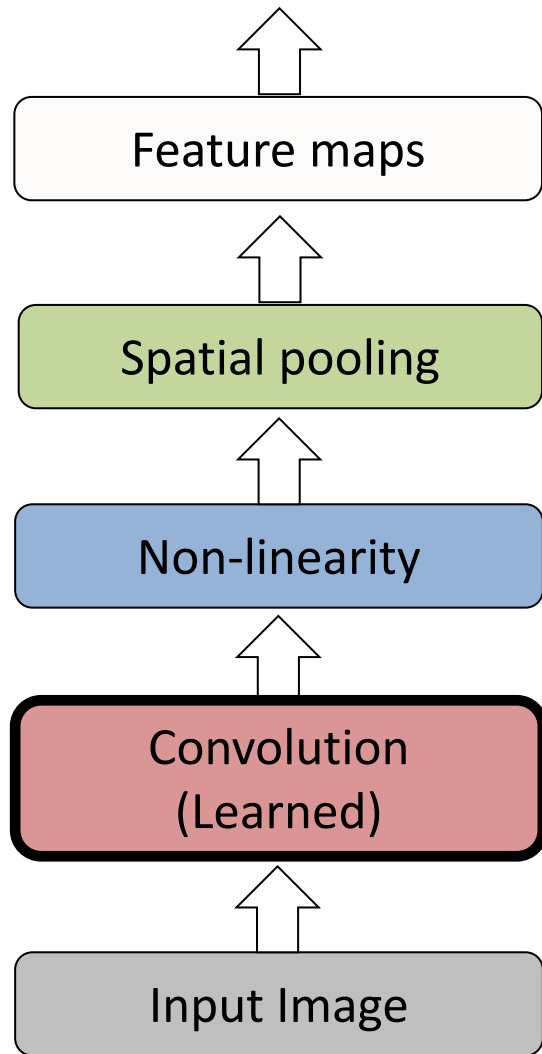 Feature maps
Spatial pooling
Non-linearity
Convolution
(Learned)
Input Image